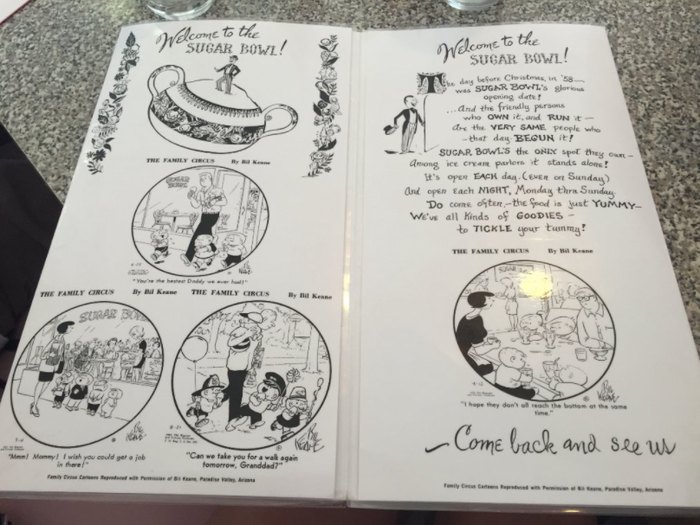 Welcome to the
SUGAR BOWL!
THE FAMILY CIRCUS By Bil Keane
SUGAR
BOWL
"You're the bestest Daddy we ever had!"
THE FAMILY CIRCUS By Bil Keane
SUGAR BOWL
"Mmm! Mommy! I wish you could get a job
in there!"
THE FAMILY CIRCUS By Bil Keane
"Can we take you for a walk again
tomorrow, Granddad?"
Family Circus Cartoons Reproduced with Permission of Bil Keane, Paradise Valley, Arizona
Welcome to the
SUGAR BOWL!
The day before Christmas, in '58—
was SUGAR BOWL'S glorious
opening date!
...And the friendly persons
who OWN it, and RUN it —
Are the VERY SAME people who
—that day— BEGUN it!
SUGAR BOWL'S the ONLY spot they own—
Among ice cream parlors it stands alone!
It's open EACH day. (EVEN on Sunday)
And open each NIGHT, Monday thru Sunday.
Do come often,—the food is just YUMMY—
We've all kinds of GOODIES —
to TICKLE your tummy!
THE FAMILY CIRCUS By Bil Keane
SUGAR
"I hope they don't all reach the bottom at the same
time."
Come back and see us
Family Circus Cartoons Reproduced with Permission of Bil Keane, Paradise Valley, Arizona